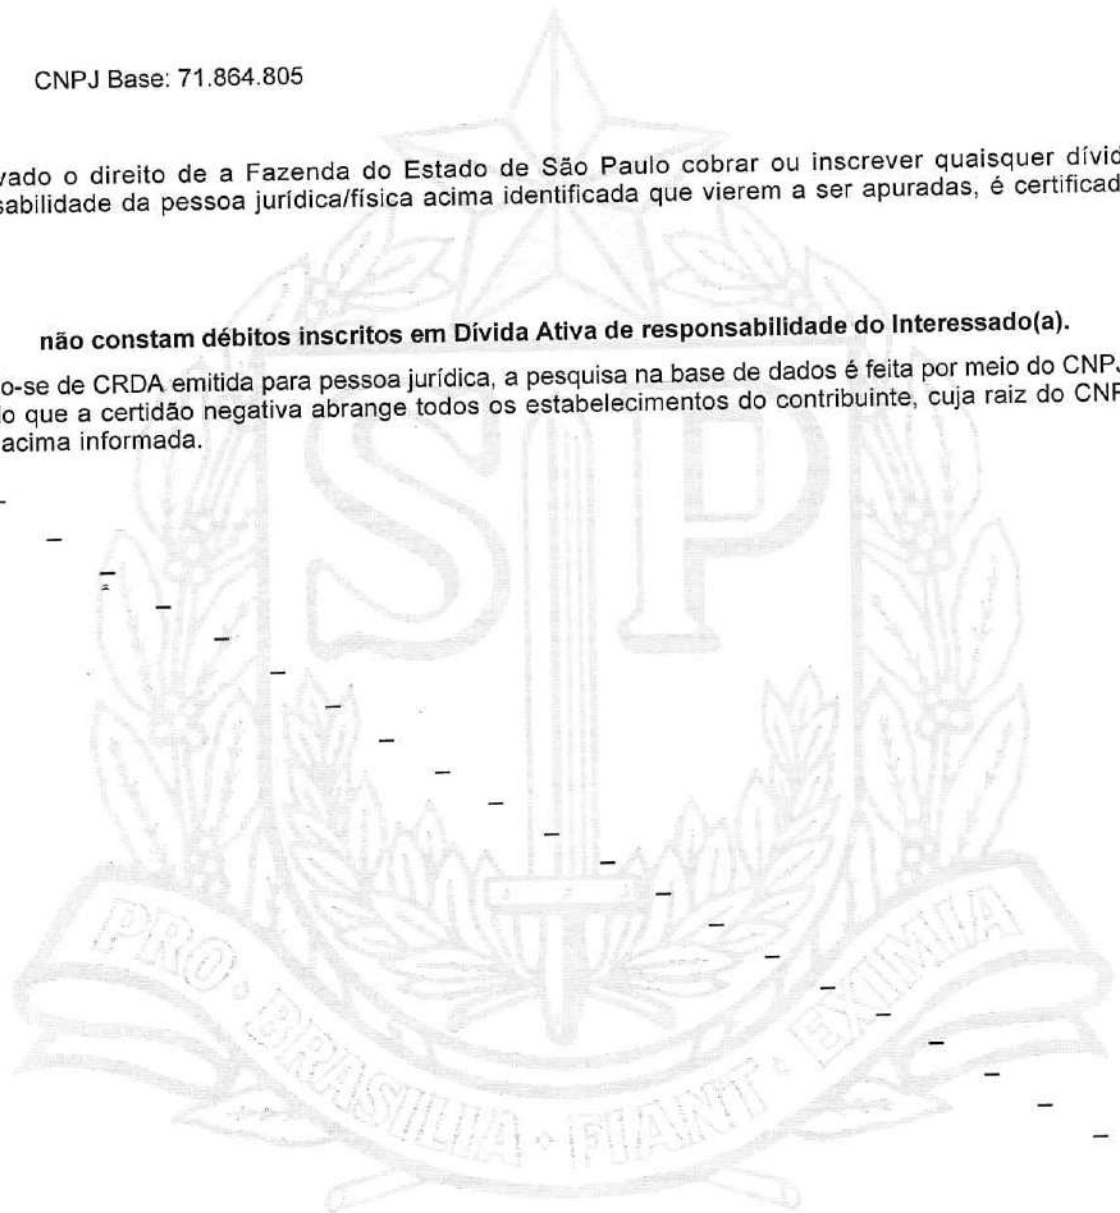 CNPJ Base: 71.864.805
vado o direito de a Fazenda do Estado de São Paulo cobrar ou inscrever quaisquer dívid
sabilidade da pessoa jurídica/física acima identificada que vierem a ser apuradas, é certificad
não constam débitos inscritos em Dívida Ativa de responsabilidade do Interessado(a).
o-se de CRDA emitida para pessoa jurídica, a pesquisa na base de dados é feita por meio do CNPJ
o que a certidão negativa abrange todos os estabelecimentos do contribuinte, cuja raiz do CNP
acima informada.
SP
PRO · BRASILIA · FIANT · EXIMIA